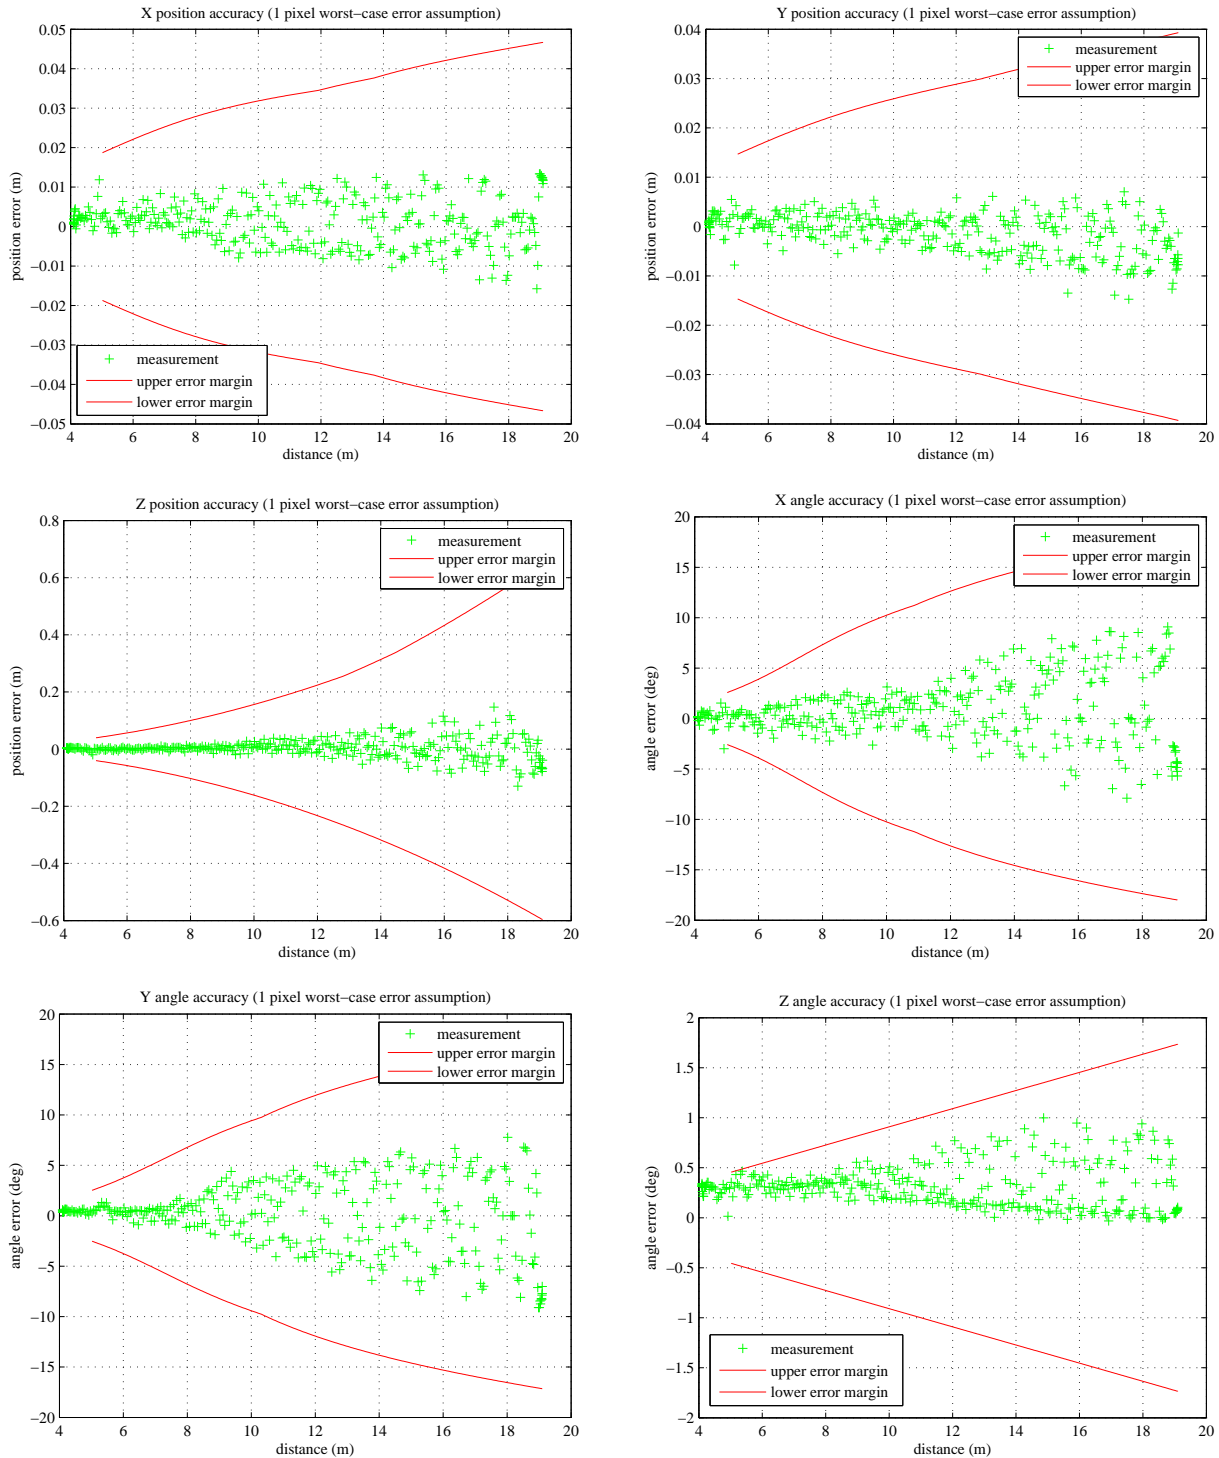 X position accuracy (1 pixel worst−case error assumption)
0.05
0.04
0.03
0.02
0.01
0
−0.01
−0.02
−0.03
−0.04
−0.05
position error (m)
measurement
upper error margin
lower error margin
4 6 8 10 12 14 16 18 20
distance (m)
Y position accuracy (1 pixel worst−case error assumption)
0.04
0.03
0.02
0.01
0
−0.01
−0.02
−0.03
−0.04
position error (m)
measurement
upper error margin
lower error margin
4 6 8 10 12 14 16 18 20
distance (m)
Z position accuracy (1 pixel worst−case error assumption)
0.8
0.6
0.4
0.2
0
−0.2
−0.4
−0.6
position error (m)
measurement
upper error margin
lower error margin
4 6 8 10 12 14 16 18 20
distance (m)
X angle accuracy (1 pixel worst−case error assumption)
20
15
10
5
0
−5
−10
−15
−20
angle error (deg)
measurement
upper error margin
lower error margin
4 6 8 10 12 14 16 18 20
distance (m)
Y angle accuracy (1 pixel worst−case error assumption)
20
15
10
5
0
−5
−10
−15
−20
angle error (deg)
measurement
upper error margin
lower error margin
4 6 8 10 12 14 16 18 20
distance (m)
Z angle accuracy (1 pixel worst−case error assumption)
2
1.5
1
0.5
0
−0.5
−1
−1.5
−2
angle error (deg)
measurement
upper error margin
lower error margin
4 6 8 10 12 14 16 18 20
distance (m)